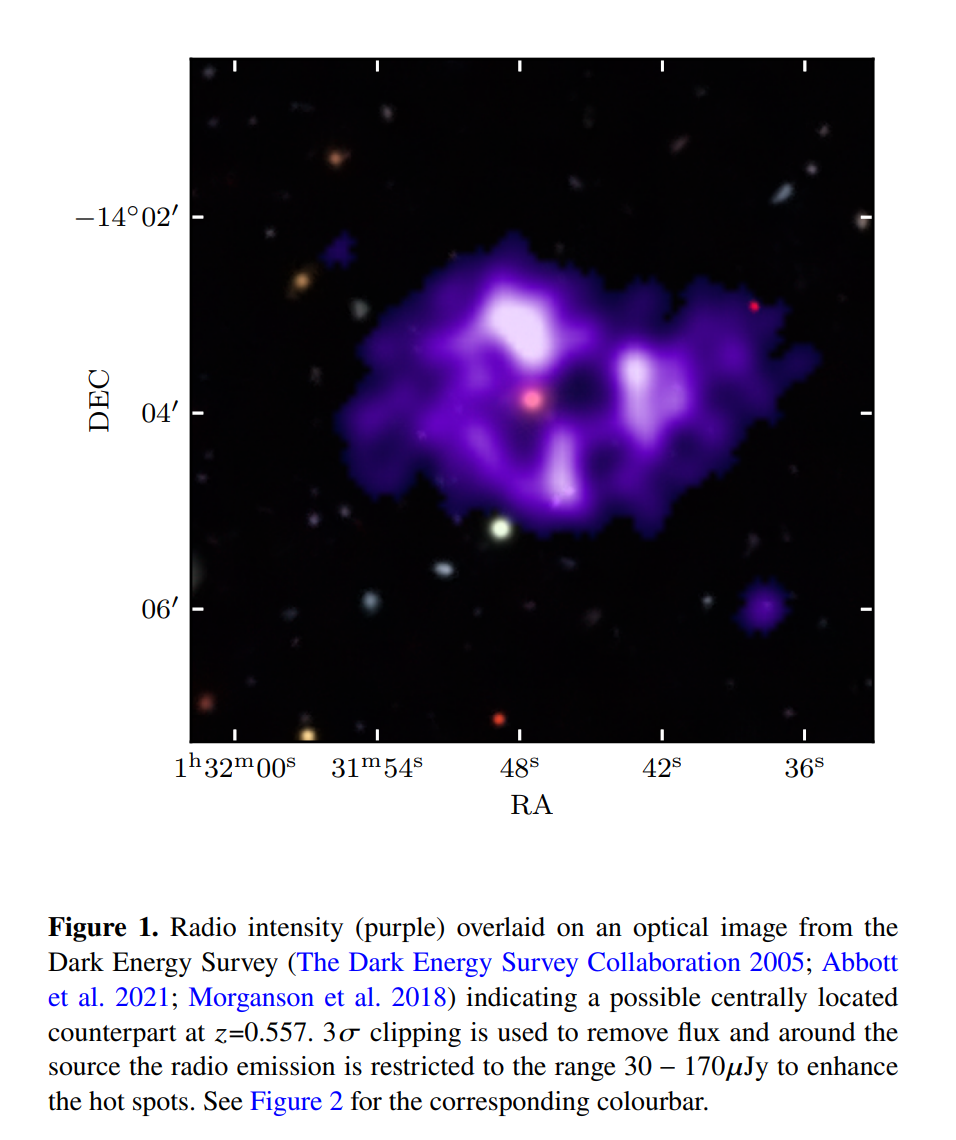 −14°02′
DEC
04′
06′
1ʰ32ᵐ00ˢ 31ᵐ54ˢ 48ˢ 42ˢ 36ˢ
RA
Figure 1. Radio intensity (purple) overlaid on an optical image from the
Dark Energy Survey (The Dark Energy Survey Collaboration 2005; Abbott
et al. 2021; Morganson et al. 2018) indicating a possible centrally located
counterpart at z=0.557. 3σ clipping is used to remove flux and around the
source the radio emission is restricted to the range 30 – 170μJy to enhance
the hot spots. See Figure 2 for the corresponding colourbar.